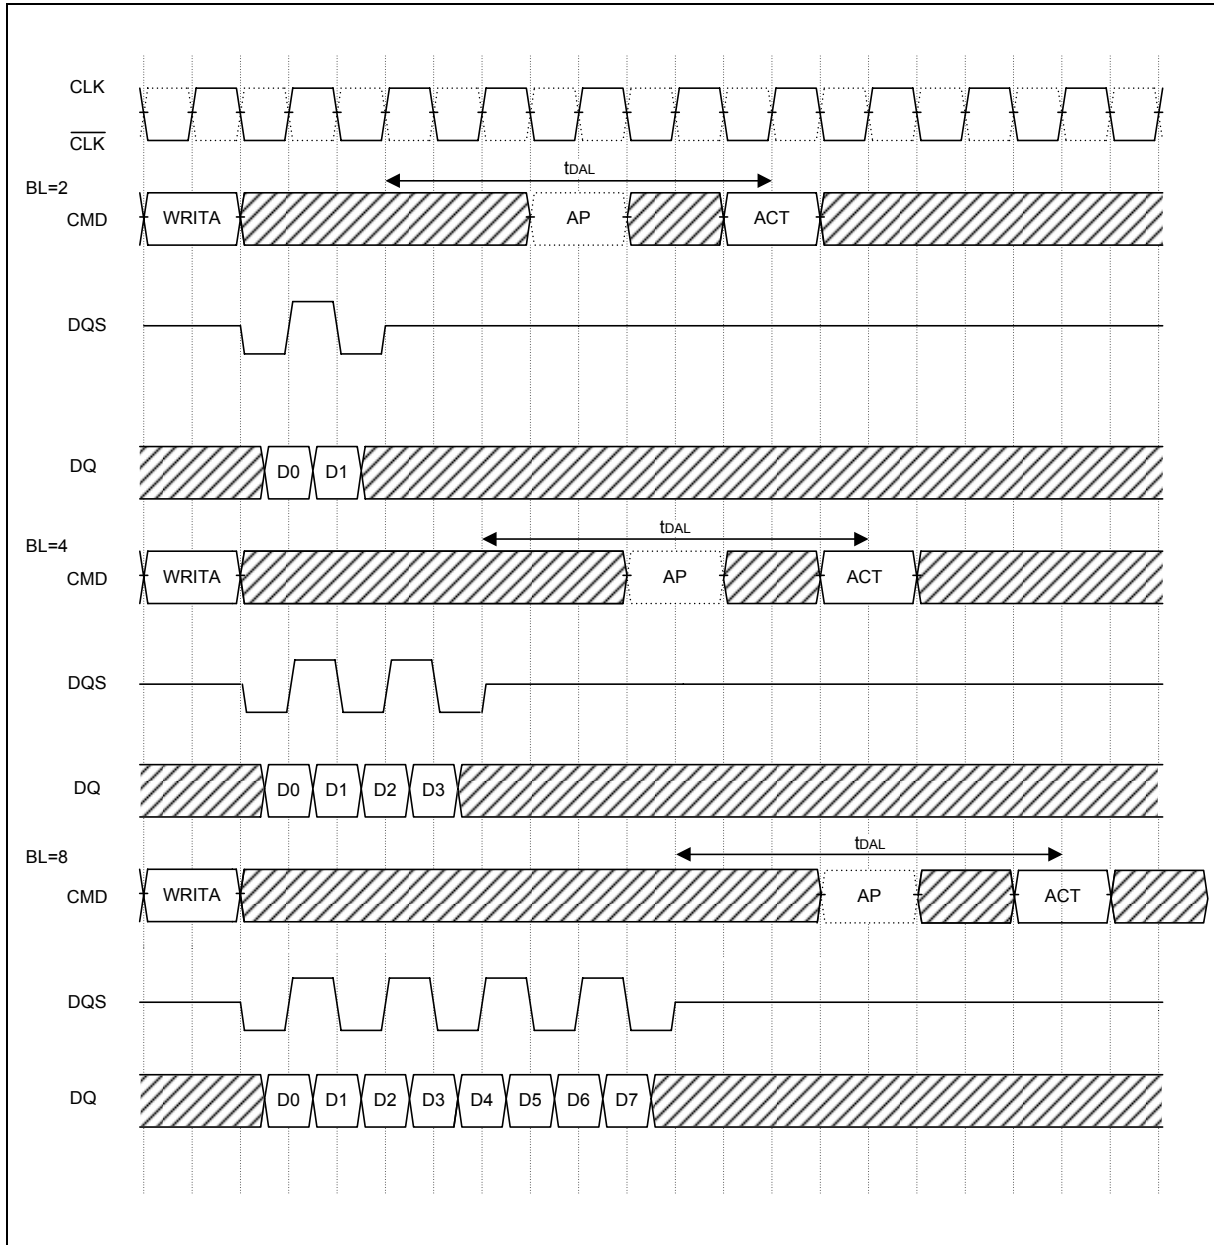 CLK
CLK
tDAL
BL=2
CMD WRITA AP ACT
DQS
DQ D0 D1
tDAL
BL=4
CMD WRITA AP ACT
DQS
DQ D0 D1 D2 D3
tDAL
BL=8
CMD WRITA AP ACT
DQS
DQ D0 D1 D2 D3 D4 D5 D6 D7